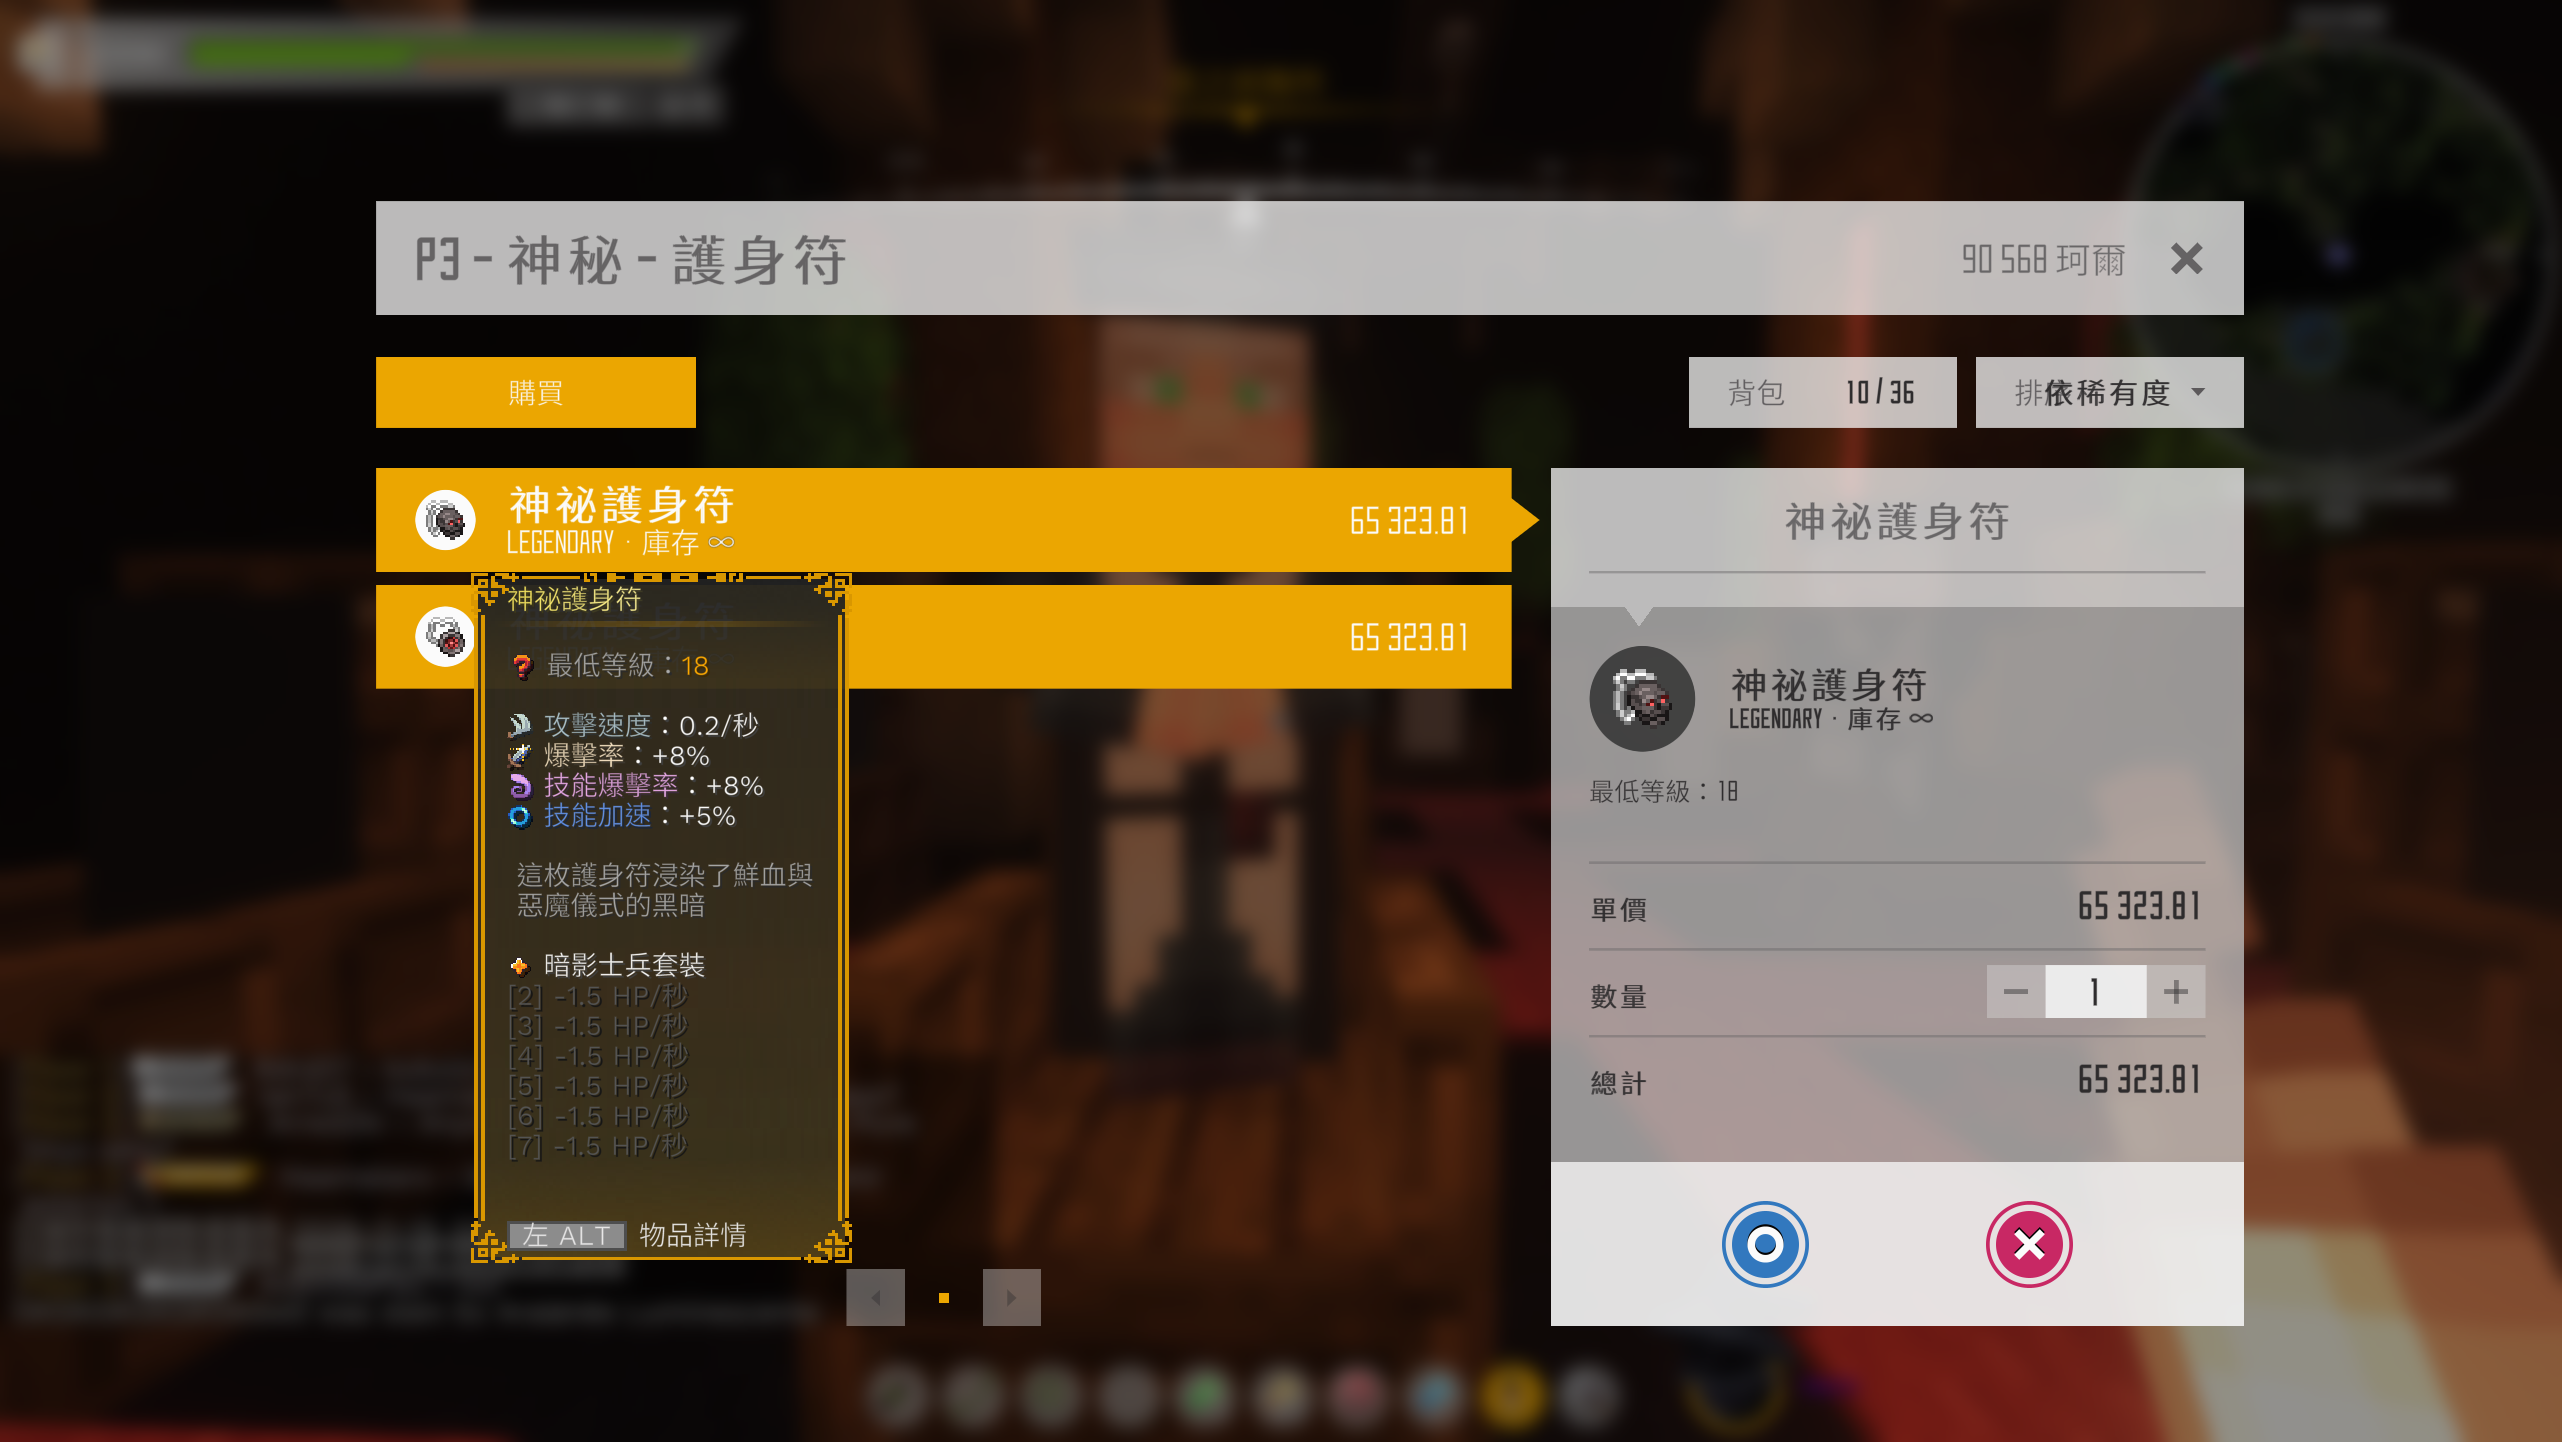 P3-神秘-護身符
90 568 珂爾
購買
背包 10/36
依稀有度
神祕護身符
LEGENDARY · 庫存 ∞
65 323.81
65 323.81
神祕護身符
最低等級：18
攻擊速度：0.2/秒
爆擊率：+8%
技能爆擊率：+8%
技能加速：+5%
這枚護身符浸染了鮮血與
惡魔儀式的黑暗
暗影士兵套裝
[2] -1.5 HP/秒
[3] -1.5 HP/秒
[4] -1.5 HP/秒
[5] -1.5 HP/秒
[6] -1.5 HP/秒
[7] -1.5 HP/秒
左 ALT 物品詳情
神祕護身符
神祕護身符
LEGENDARY · 庫存 ∞
最低等級：18
單價 65 323.81
數量 1
總計 65 323.81